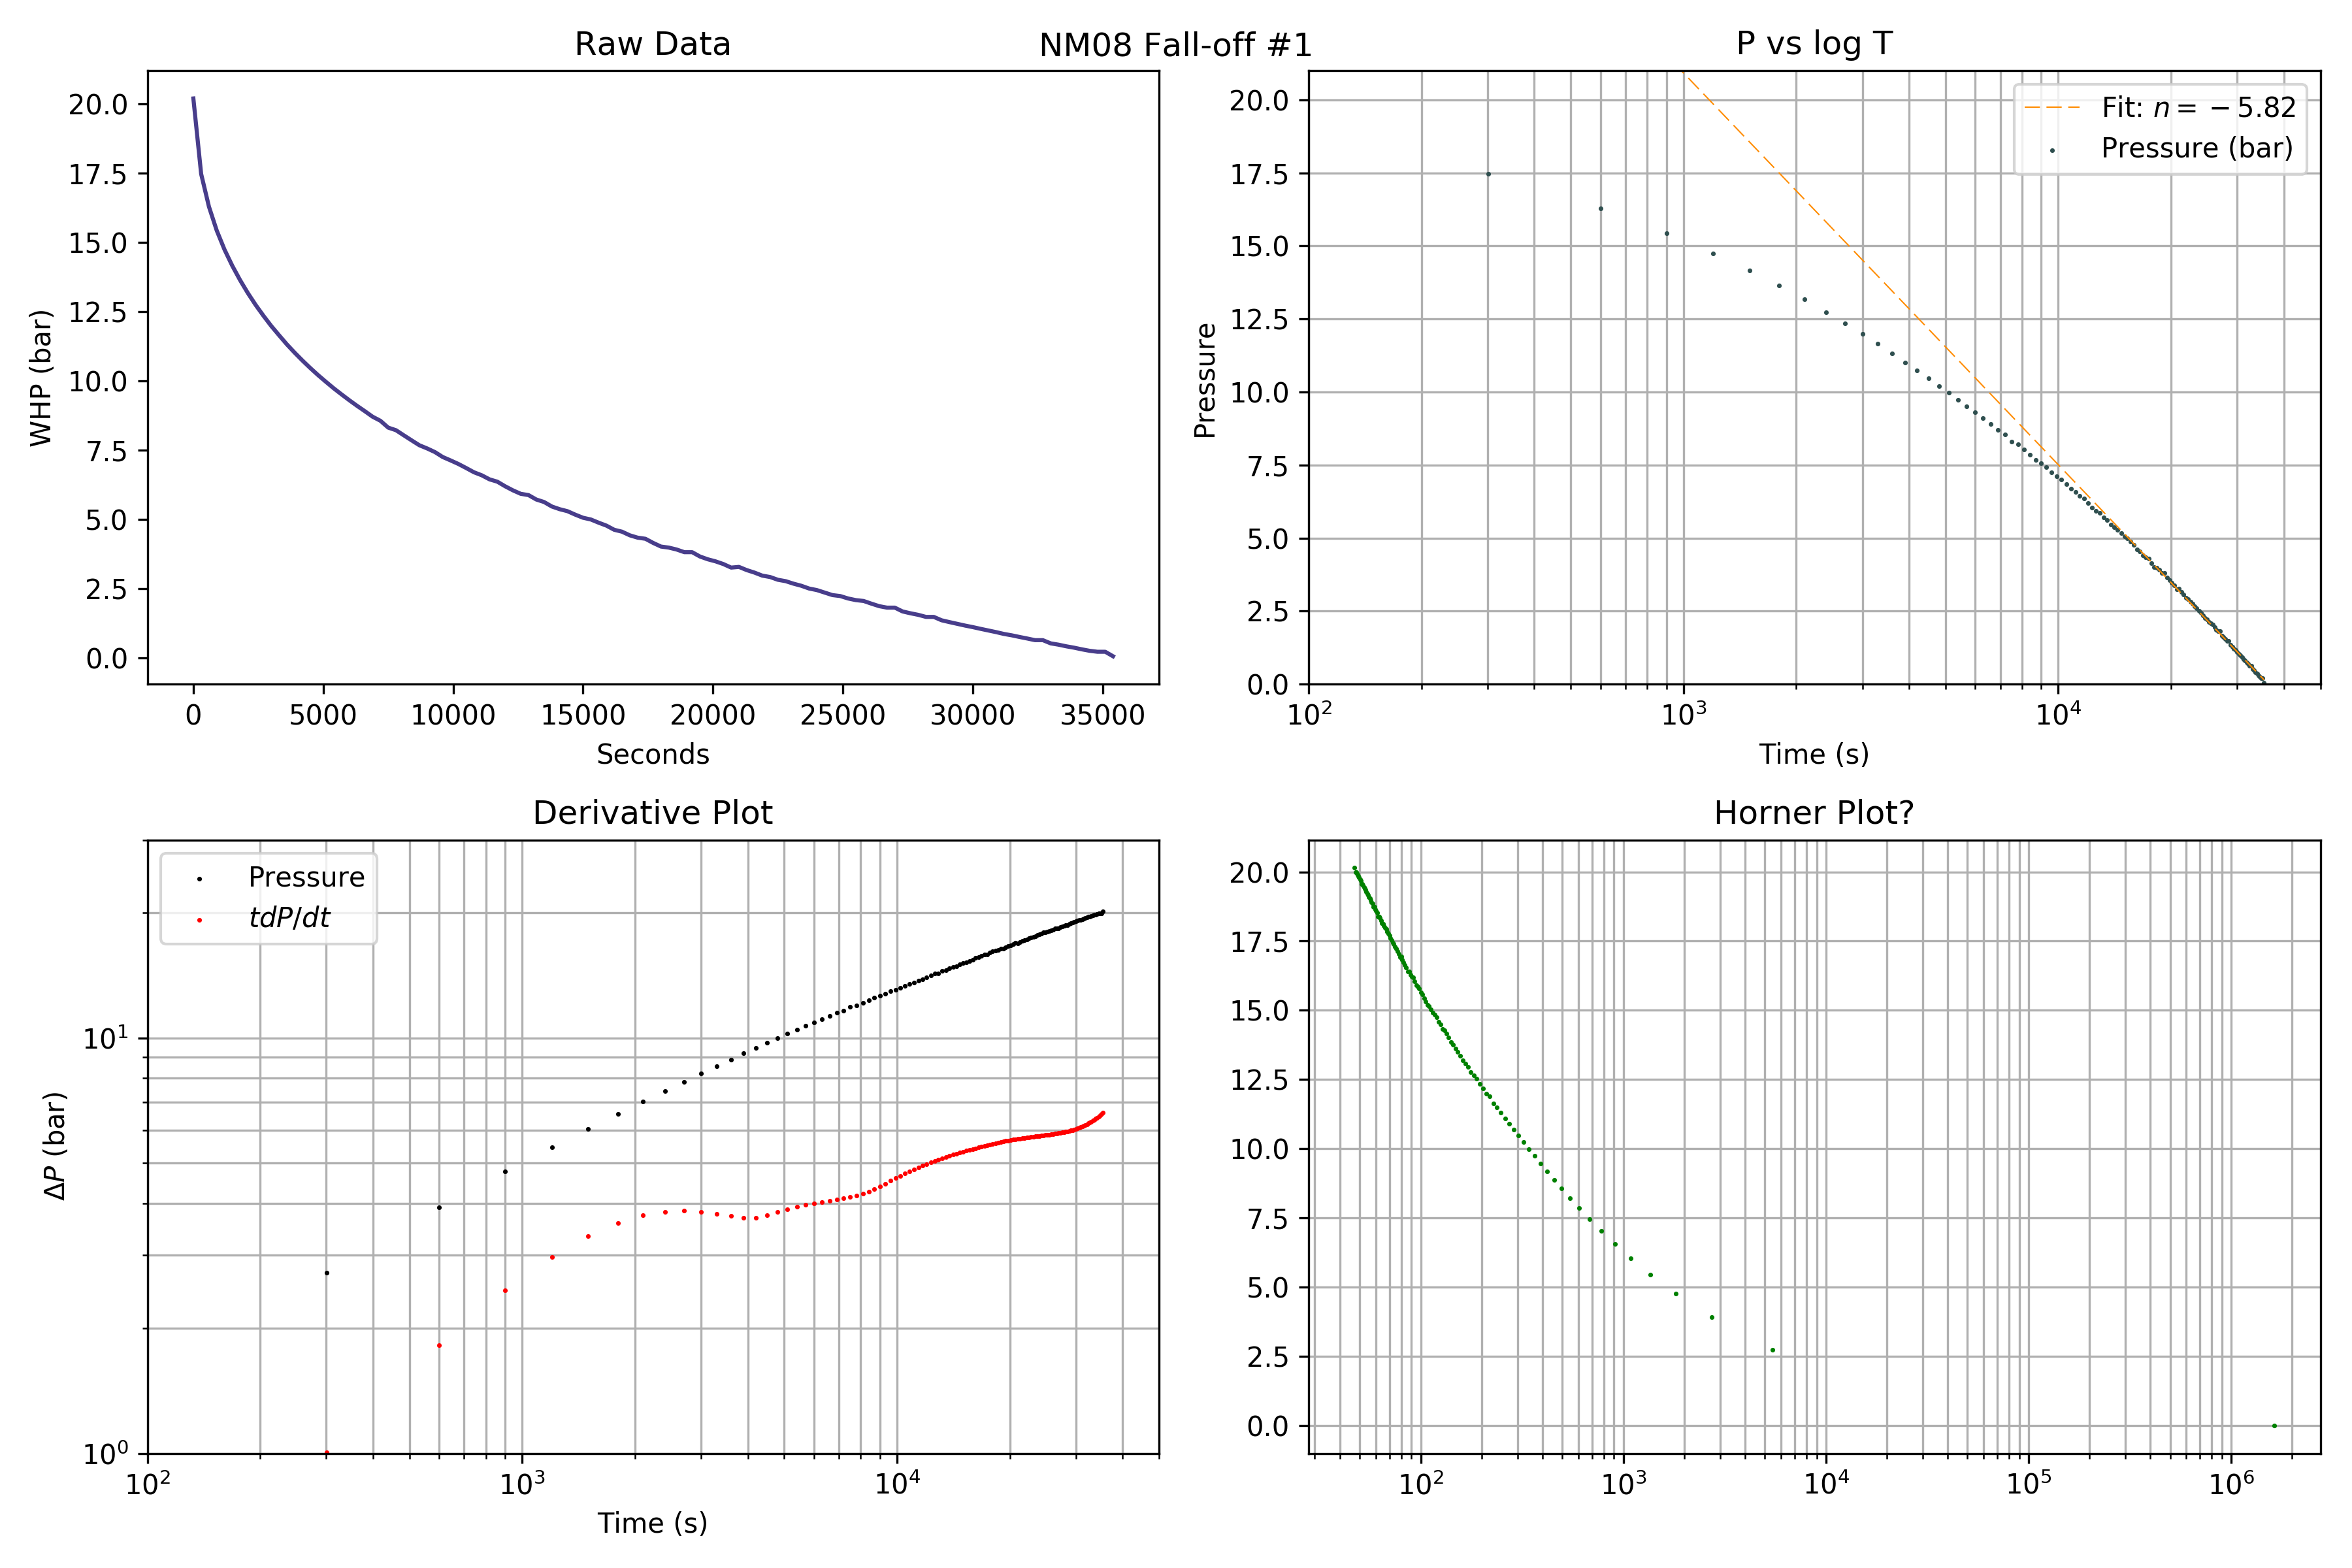 NM08 Fall-off #1
Raw Data
WHP (bar)
20.0
17.5
15.0
12.5
10.0
7.5
5.0
2.5
0.0
0 5000 10000 15000 20000 25000 30000 35000
Seconds
P vs log T
Pressure
20.0
17.5
15.0
12.5
10.0
7.5
5.0
2.5
0.0
Fit: n = −5.82
Pressure (bar)
10² 10³ 10⁴
Time (s)
Derivative Plot
ΔP (bar)
10¹
10⁰
Pressure
tdP/dt
10² 10³ 10⁴
Time (s)
Horner Plot?
20.0
17.5
15.0
12.5
10.0
7.5
5.0
2.5
0.0
10² 10³ 10⁴ 10⁵ 10⁶